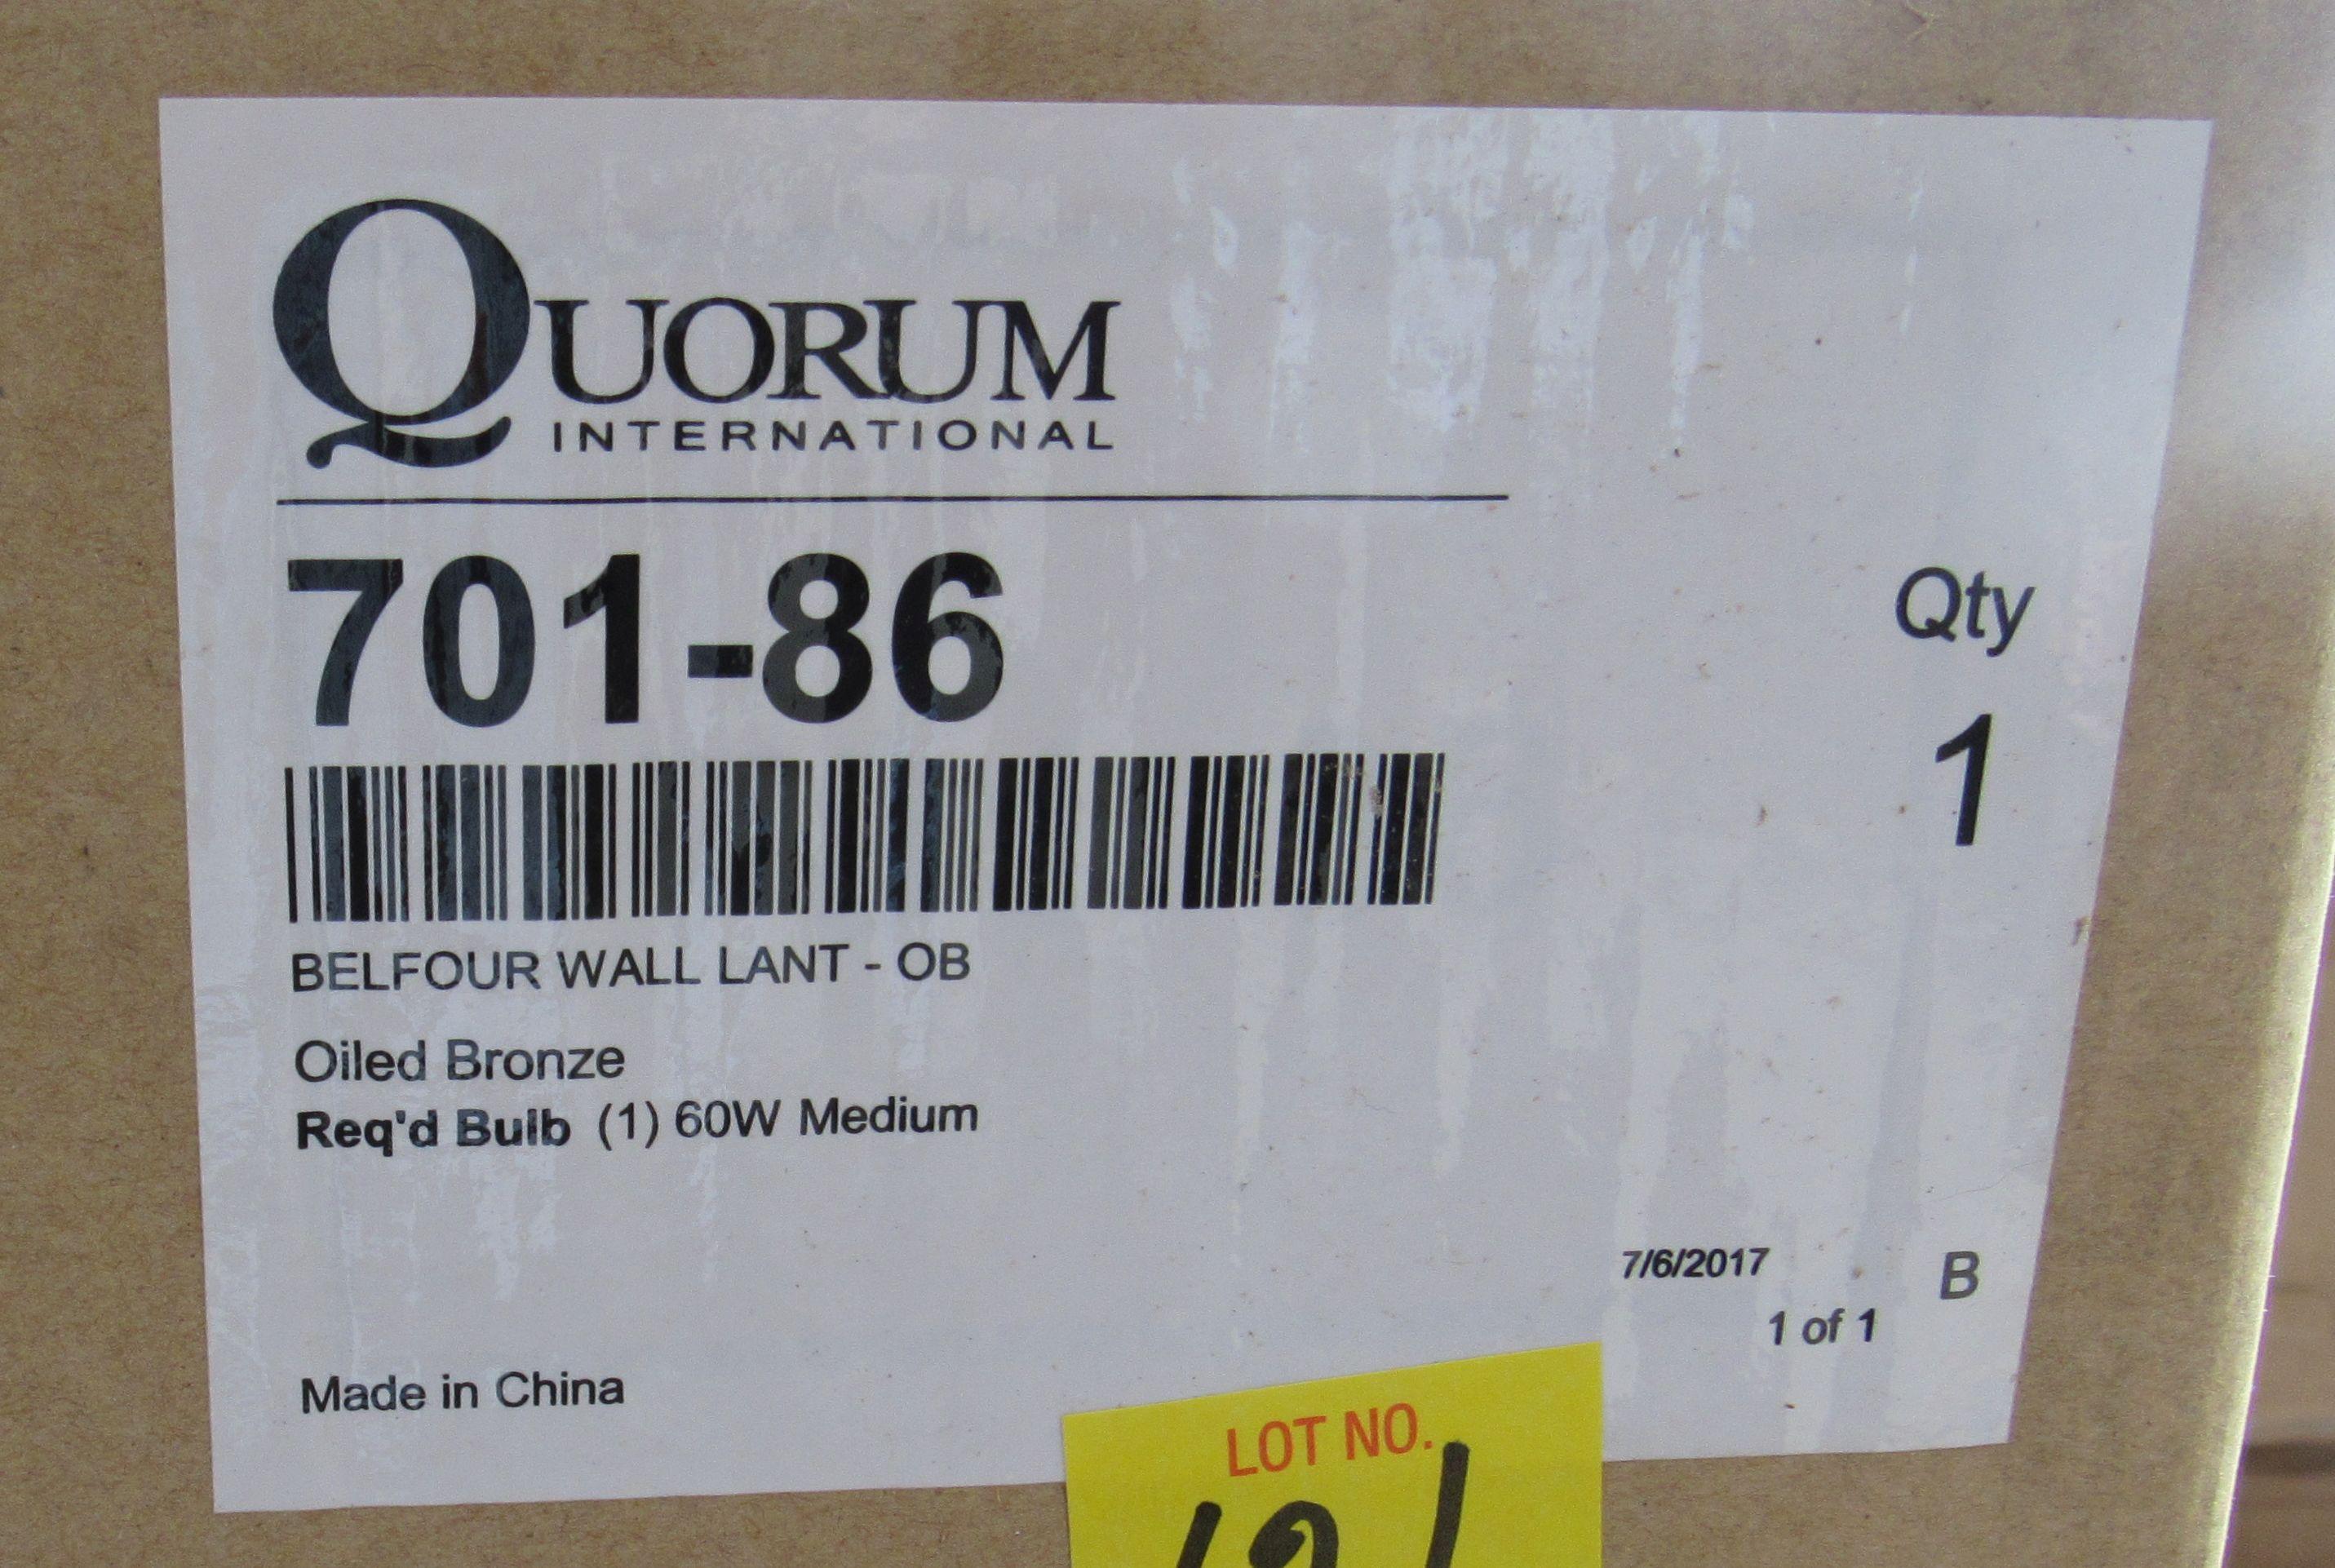 QUORUM
INTERNATIONAL
701-86
Qty
1
BELFOUR WALL LANT - OB
Oiled Bronze
Req'd Bulb (1) 60W Medium
7/6/2017
B
1 of 1
Made in China
LOT NO.